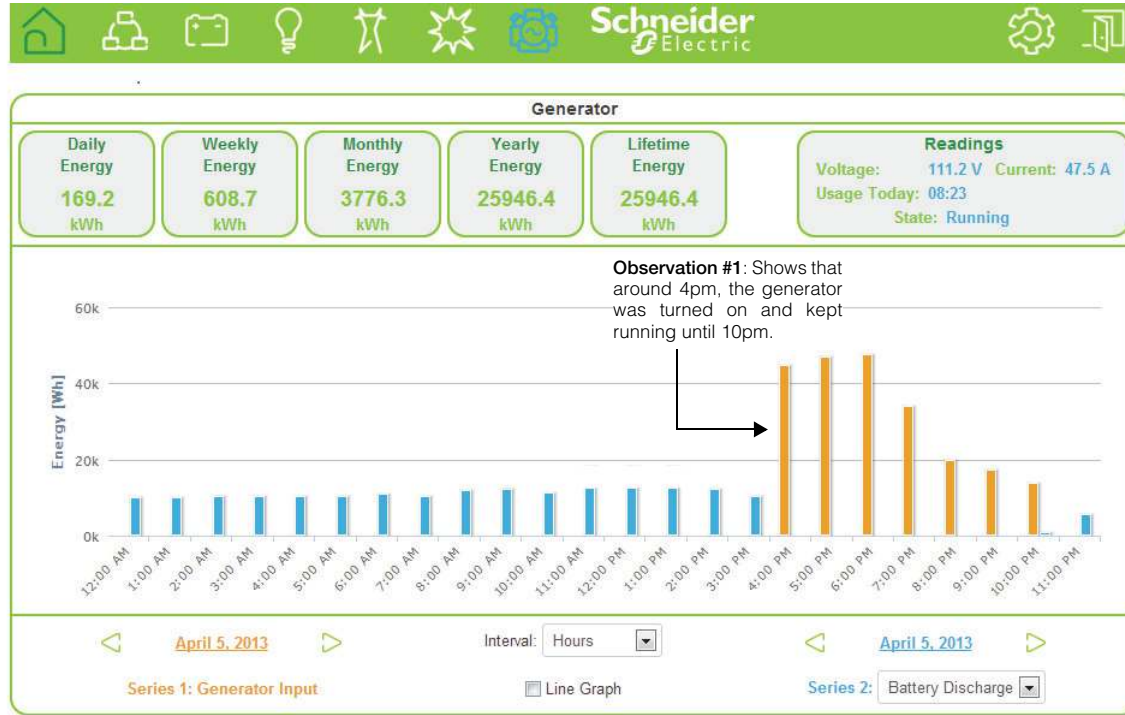 Schneider
Electric
Generator
Daily
Energy
169.2
kWh
Weekly
Energy
608.7
kWh
Monthly
Energy
3776.3
kWh
Yearly
Energy
25946.4
kWh
Lifetime
Energy
25946.4
kWh
Readings
Voltage: 111.2 V Current: 47.5 A
Usage Today: 08:23
State: Running
Observation #1: Shows that
around 4pm, the generator
was turned on and kept
running until 10pm.
Energy [Wh]
60k
40k
20k
0k
12:00 AM
1:00 AM
2:00 AM
3:00 AM
4:00 AM
5:00 AM
6:00 AM
7:00 AM
8:00 AM
9:00 AM
10:00 AM
11:00 AM
12:00 PM
1:00 PM
2:00 PM
3:00 PM
4:00 PM
5:00 PM
6:00 PM
7:00 PM
8:00 PM
9:00 PM
10:00 PM
11:00 PM
April 5, 2013
Interval: Hours
April 5, 2013
Series 1: Generator Input
Line Graph
Series 2: Battery Discharge